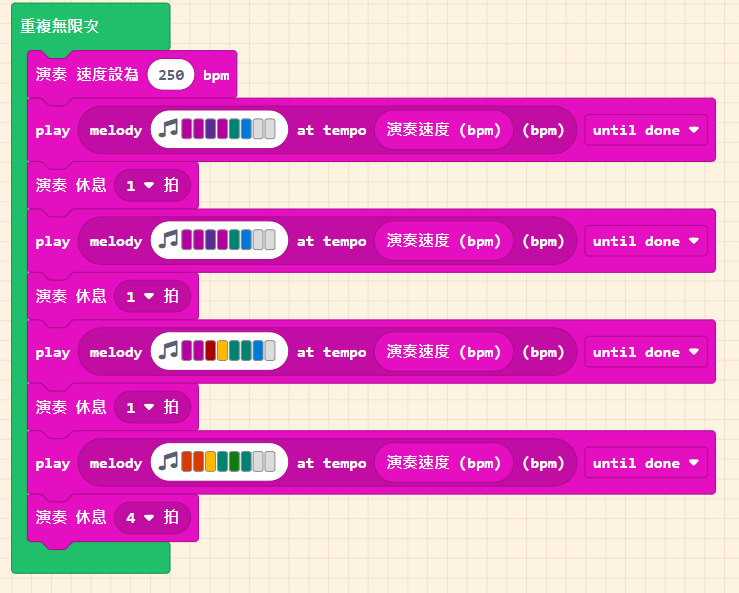 重複無限次
演奏 速度設為 250 bpm
play melody at tempo 演奏速度 (bpm) (bpm) until done
演奏 休息 1 拍
play melody at tempo 演奏速度 (bpm) (bpm) until done
演奏 休息 1 拍
play melody at tempo 演奏速度 (bpm) (bpm) until done
演奏 休息 1 拍
play melody at tempo 演奏速度 (bpm) (bpm) until done
演奏 休息 4 拍